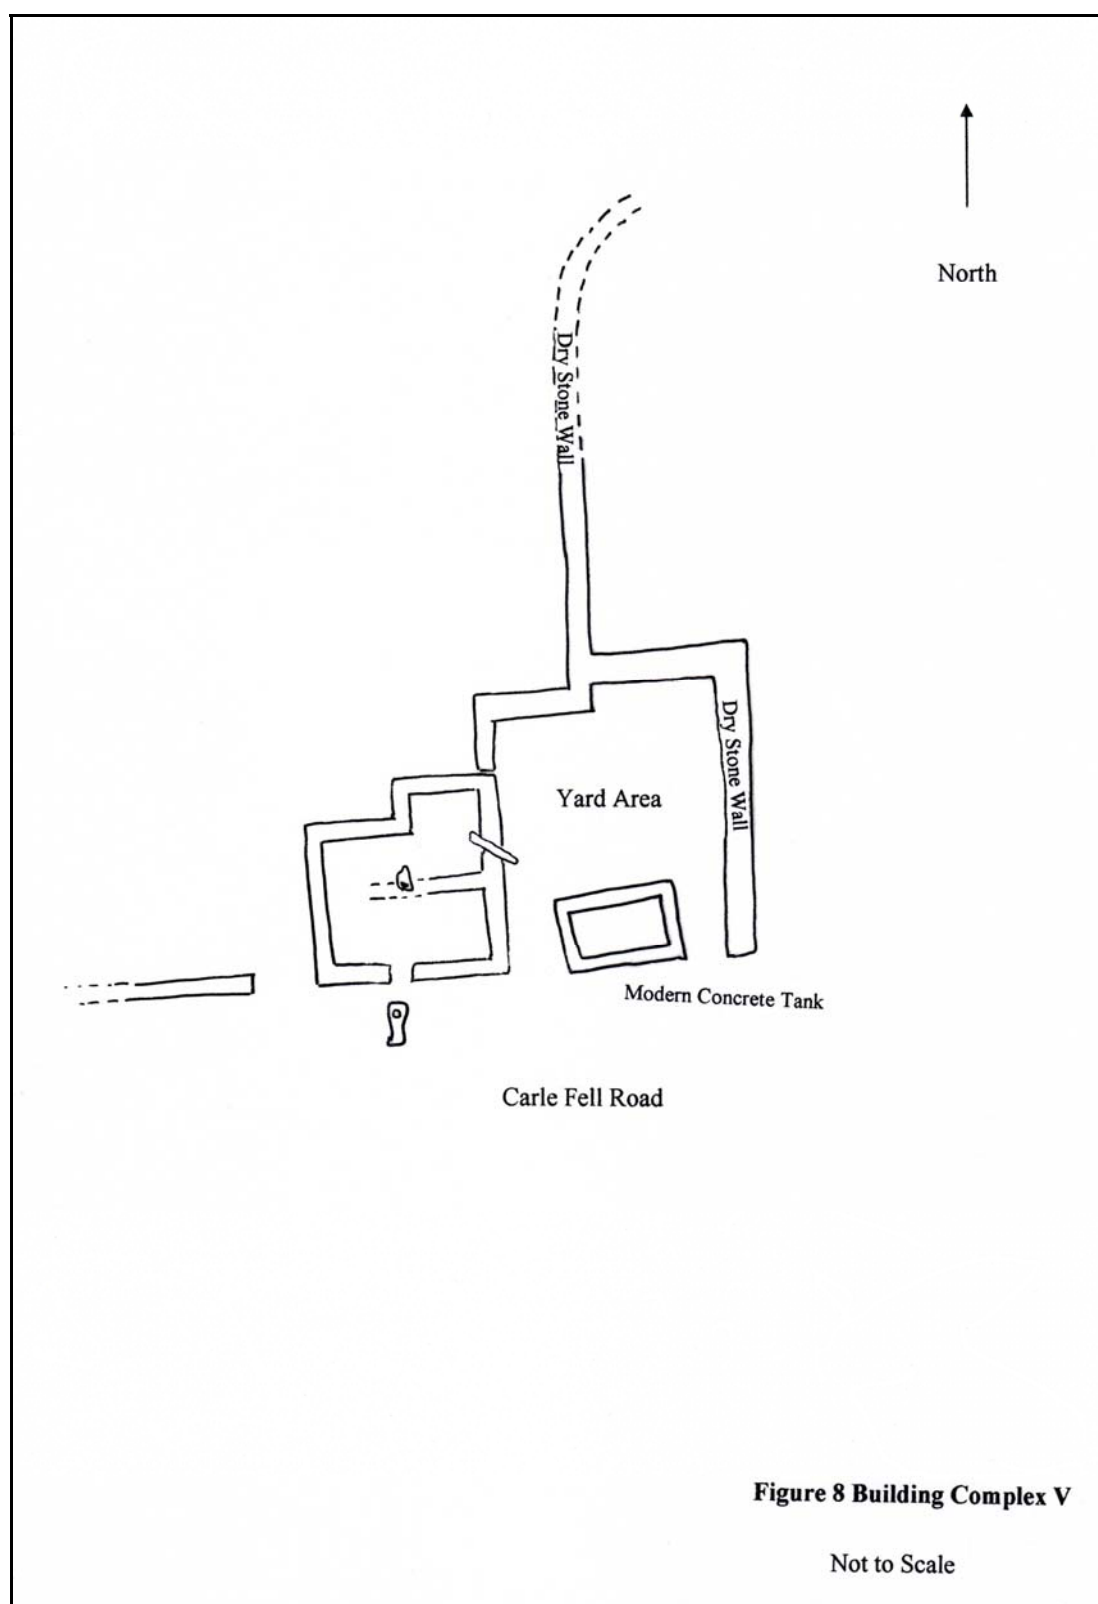 North
Dry Stone Wall
Dry Stone Wall
Yard Area
Modern Concrete Tank
Carle Fell Road
Figure 8 Building Complex V
Not to Scale